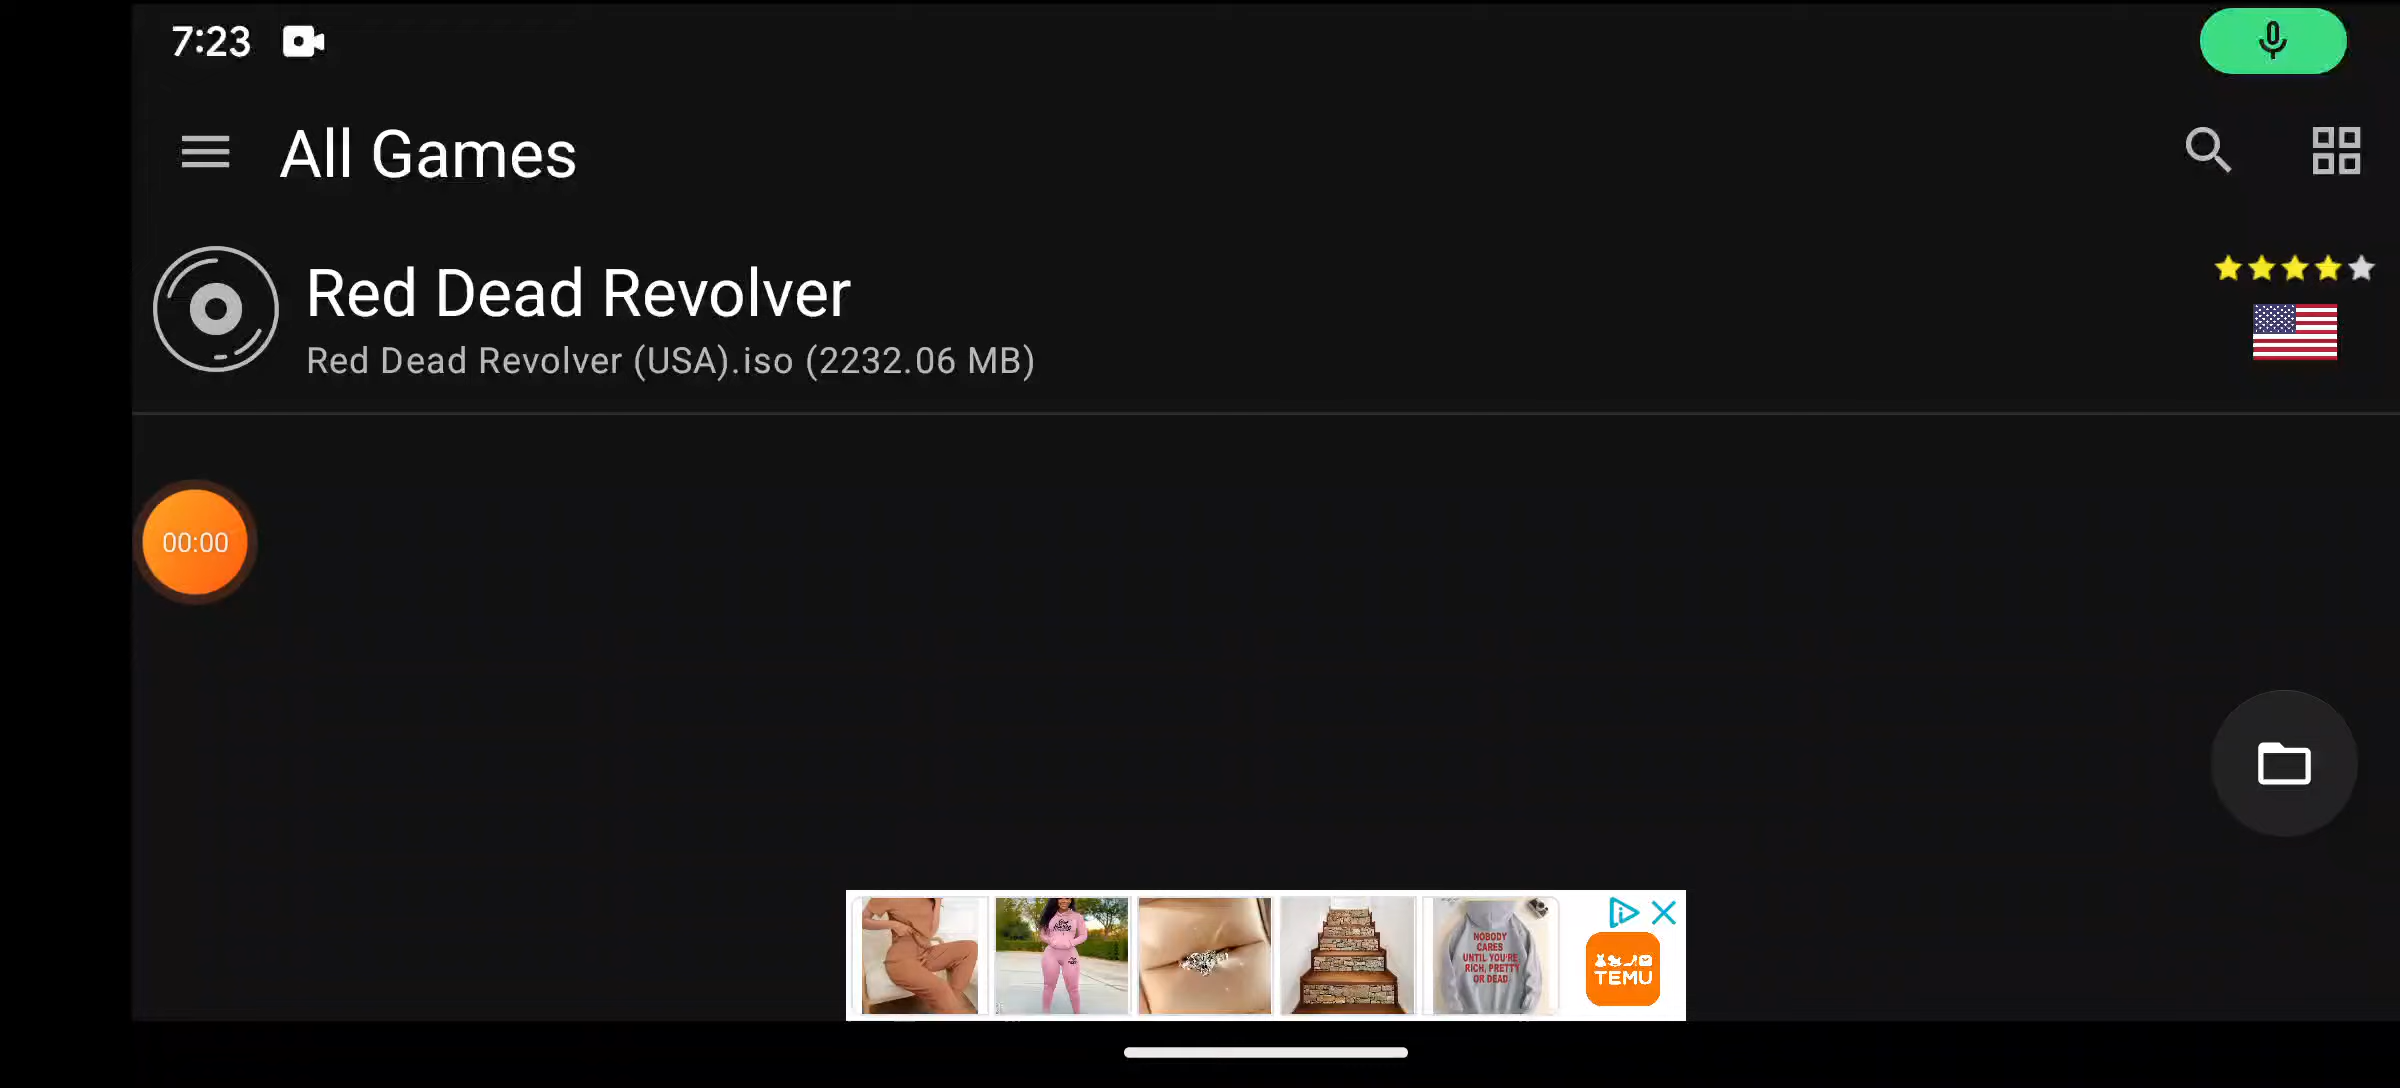 7:23
All Games
Red Dead Revolver
Red Dead Revolver (USA).iso (2232.06 MB)
00:00
NOBODY
CARES
UNTIL YOU'RE
RICH, PRETTY
OR DEAD
TEMU